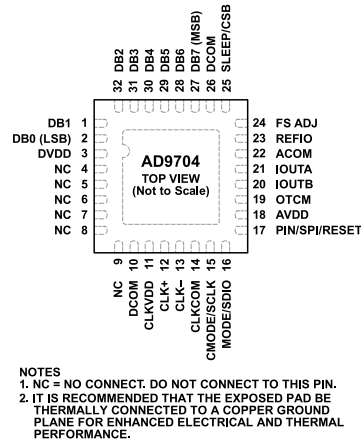 32 DB2
31 DB3
30 DB4
29 DB5
28 DB6
27 DB7 (MSB)
26 DCOM
25 SLEEP/CSB
DB1 1
DB0 (LSB) 2
DVDD 3
NC 4
NC 5
NC 6
NC 7
NC 8
AD9704
TOP VIEW
(Not to Scale)
24 FS ADJ
23 REFIO
22 ACOM
21 IOUTA
20 IOUTB
19 OTCM
18 AVDD
17 PIN/SPI/RESET
NC 9
DCOM 10
CLKVDD 11
CLK+ 12
CLK– 13
CLKCOM 14
CMODE/SCLK 15
MODE/SDIO 16
NOTES
1. NC = NO CONNECT. DO NOT CONNECT TO THIS PIN.
2. IT IS RECOMMENDED THAT THE EXPOSED PAD BE
THERMALLY CONNECTED TO A COPPER GROUND
PLANE FOR ENHANCED ELECTRICAL AND THERMAL
PERFORMANCE.